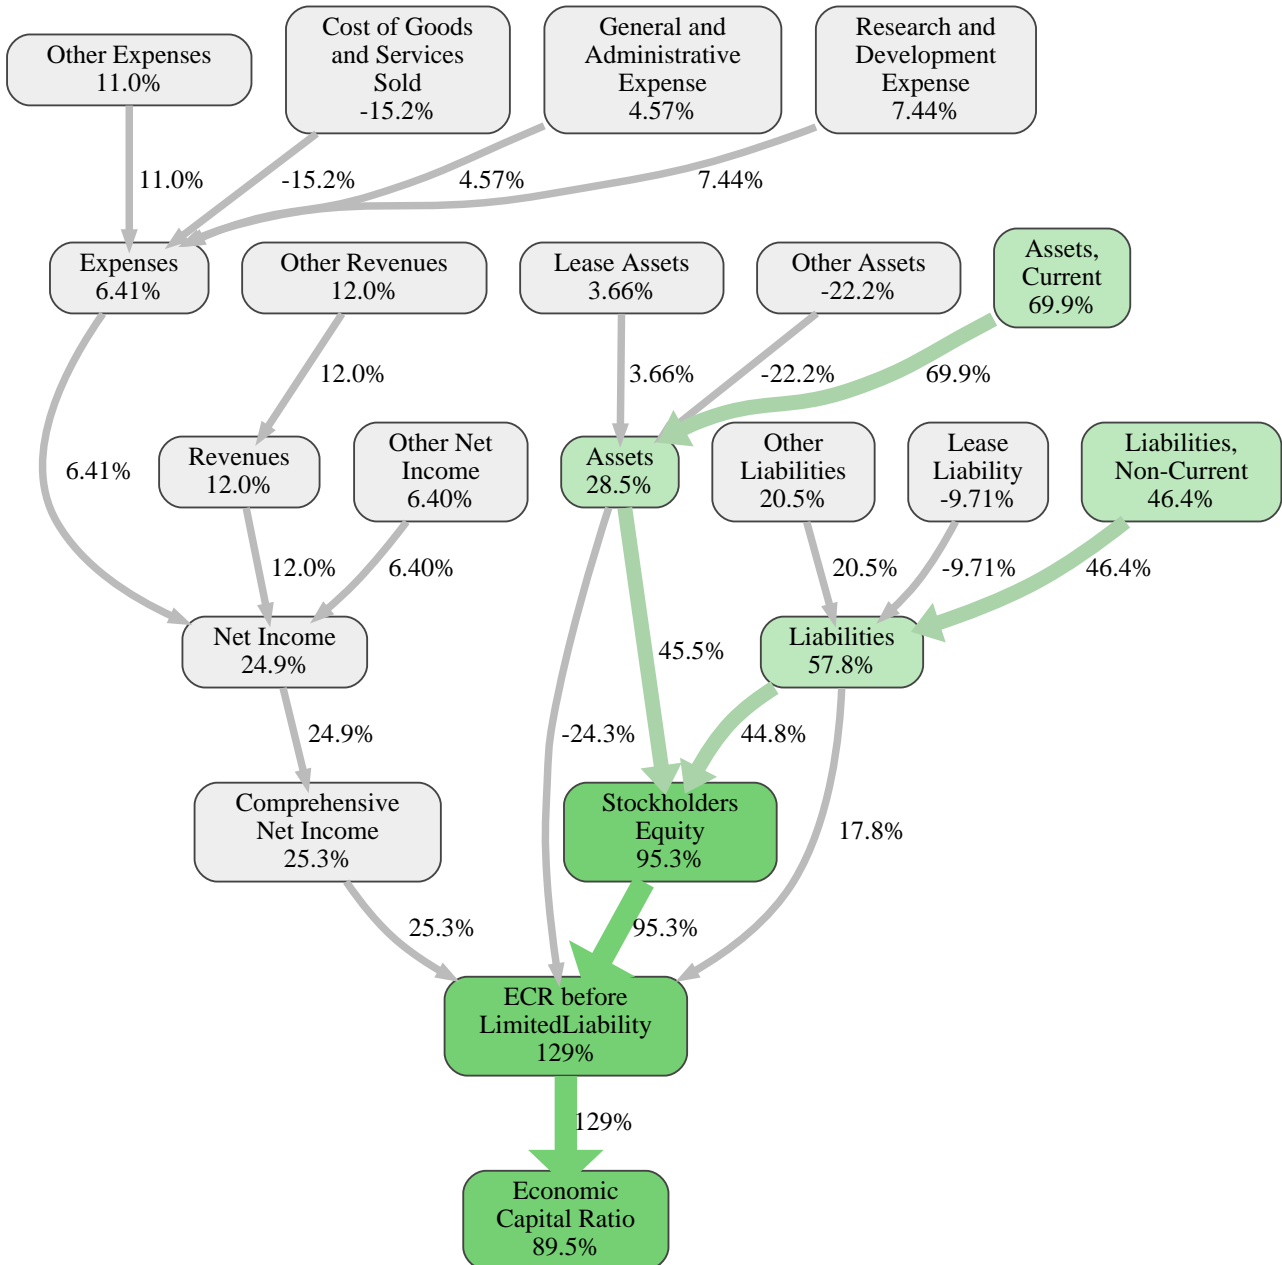 Other Expenses
11.0%
Cost of Goods
and Services
Sold
-15.2%
General and
Administrative
Expense
4.57%
Research and
Development
Expense
7.44%
11.0%
-15.2%
4.57%
7.44%
Expenses
6.41%
Other Revenues
12.0%
Lease Assets
3.66%
Other Assets
-22.2%
Assets,
Current
69.9%
12.0%
3.66%
-22.2%
69.9%
6.41%
Revenues
12.0%
Other Net
Income
6.40%
Assets
28.5%
Other
Liabilities
20.5%
Lease
Liability
-9.71%
Liabilities,
Non-Current
46.4%
12.0%
6.40%
20.5%
-9.71%
46.4%
Net Income
24.9%
45.5%
Liabilities
57.8%
24.9%
-24.3%
44.8%
Comprehensive
Net Income
25.3%
Stockholders
Equity
95.3%
17.8%
25.3%
95.3%
ECR before
LimitedLiability
129%
129%
Economic
Capital Ratio
89.5%